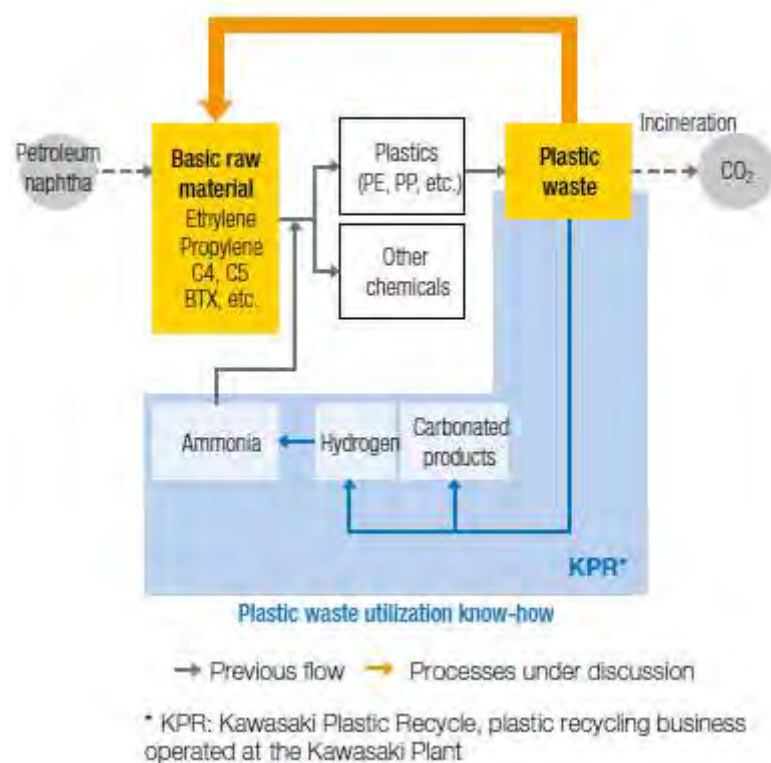 Incineration
Petroleum
naphtha
Basic raw
material
Ethylene
Propylene
C4, C5
BTX, etc.
Plastics
(PE, PP, etc.)
Plastic
waste
CO₂
Other
chemicals
Ammonia
Hydrogen
Carbonated
products
KPR*
Plastic waste utilization know-how
Previous flow
Processes under discussion
* KPR: Kawasaki Plastic Recycle, plastic recycling business
operated at the Kawasaki Plant